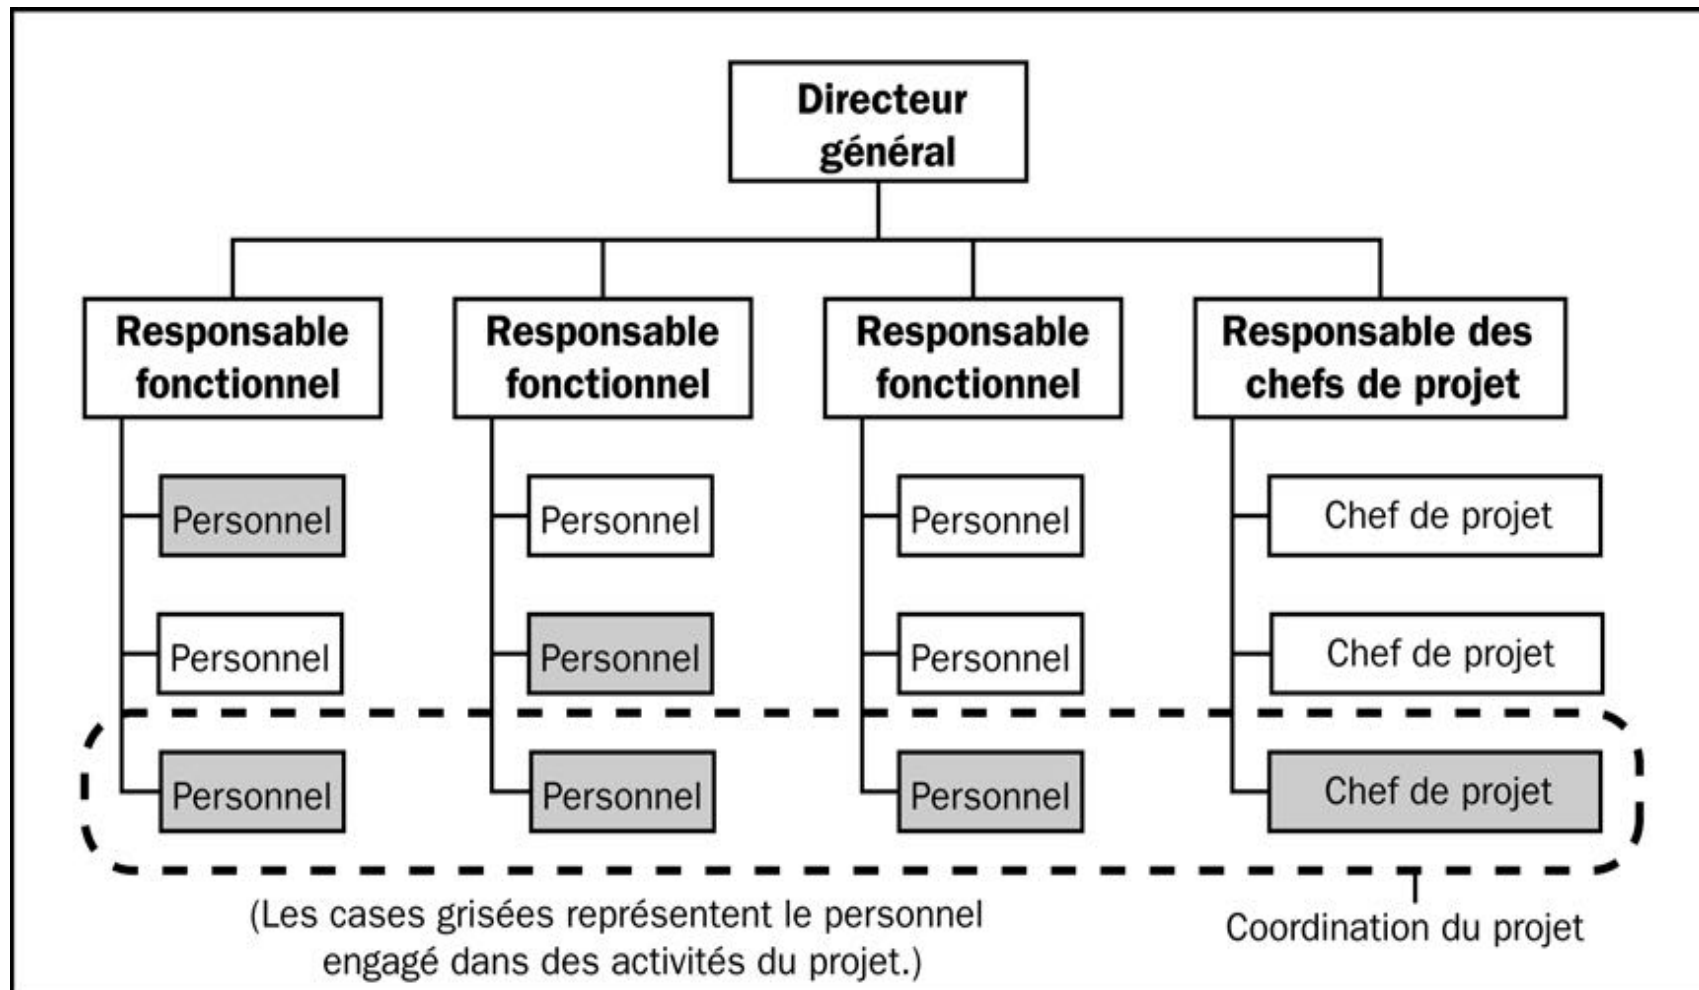 Directeur
général
Responsable
fonctionnel
Responsable
fonctionnel
Responsable
fonctionnel
Responsable des
chefs de projet
Personnel
Personnel
Personnel
Chef de projet
Personnel
Personnel
Personnel
Chef de projet
Personnel
Personnel
Personnel
Chef de projet
(Les cases grisées représentent le personnel
engagé dans des activités du projet.)
Coordination du projet